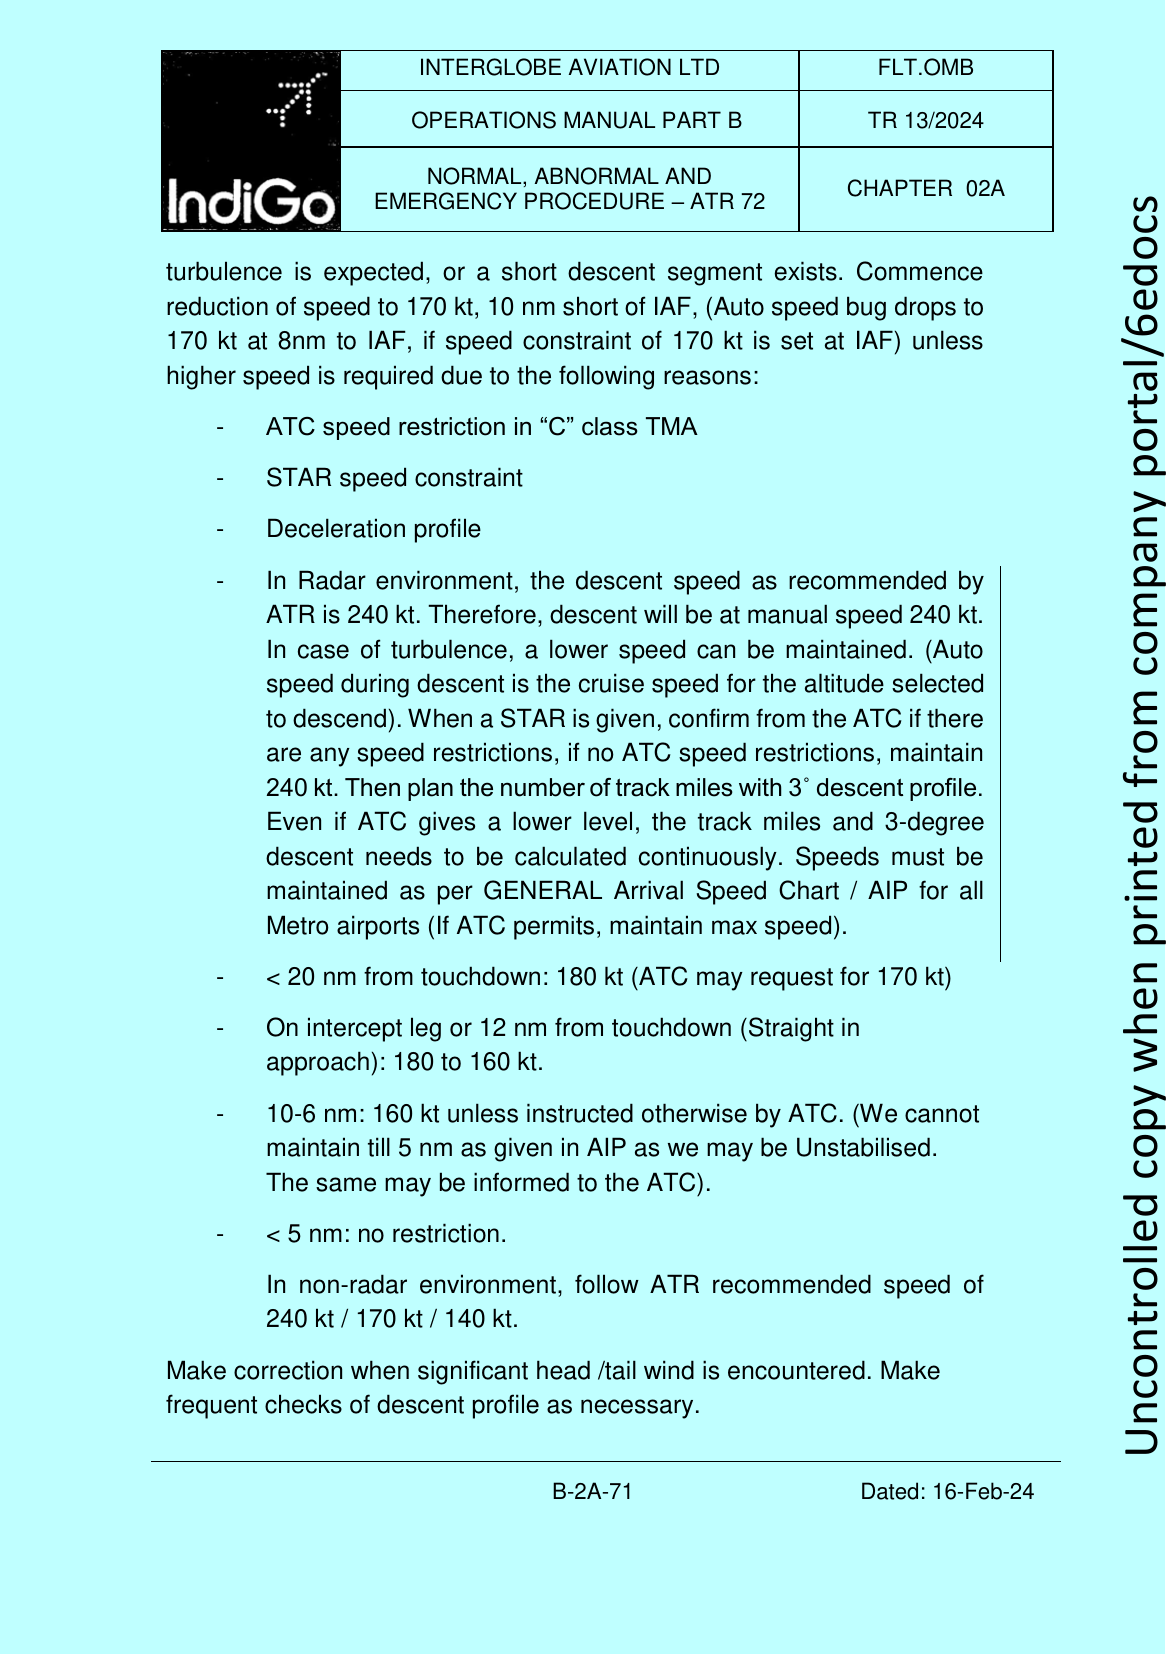 IndiGo
INTERGLOBE AVIATION LTD
FLT.OMB
OPERATIONS MANUAL PART B
TR 13/2024
NORMAL, ABNORMAL AND
EMERGENCY PROCEDURE – ATR 72
CHAPTER 02A
turbulence is expected, or a short descent segment exists. Commence
reduction of speed to 170 kt, 10 nm short of IAF, (Auto speed bug drops to
170 kt at 8nm to IAF, if speed constraint of 170 kt is set at IAF) unless
higher speed is required due to the following reasons:
- ATC speed restriction in “C” class TMA
- STAR speed constraint
- Deceleration profile
- In Radar environment, the descent speed as recommended by
ATR is 240 kt. Therefore, descent will be at manual speed 240 kt.
In case of turbulence, a lower speed can be maintained. (Auto
speed during descent is the cruise speed for the altitude selected
to descend). When a STAR is given, confirm from the ATC if there
are any speed restrictions, if no ATC speed restrictions, maintain
240 kt. Then plan the number of track miles with 3˚ descent profile.
Even if ATC gives a lower level, the track miles and 3-degree
descent needs to be calculated continuously. Speeds must be
maintained as per GENERAL Arrival Speed Chart / AIP for all
Metro airports (If ATC permits, maintain max speed).
- < 20 nm from touchdown: 180 kt (ATC may request for 170 kt)
- On intercept leg or 12 nm from touchdown (Straight in
approach): 180 to 160 kt.
- 10-6 nm: 160 kt unless instructed otherwise by ATC. (We cannot
maintain till 5 nm as given in AIP as we may be Unstabilised.
The same may be informed to the ATC).
- < 5 nm: no restriction.
In non-radar environment, follow ATR recommended speed of
240 kt / 170 kt / 140 kt.
Make correction when significant head /tail wind is encountered. Make
frequent checks of descent profile as necessary.
B-2A-71
Dated: 16-Feb-24
Uncontrolled copy when printed from company portal/6edocs